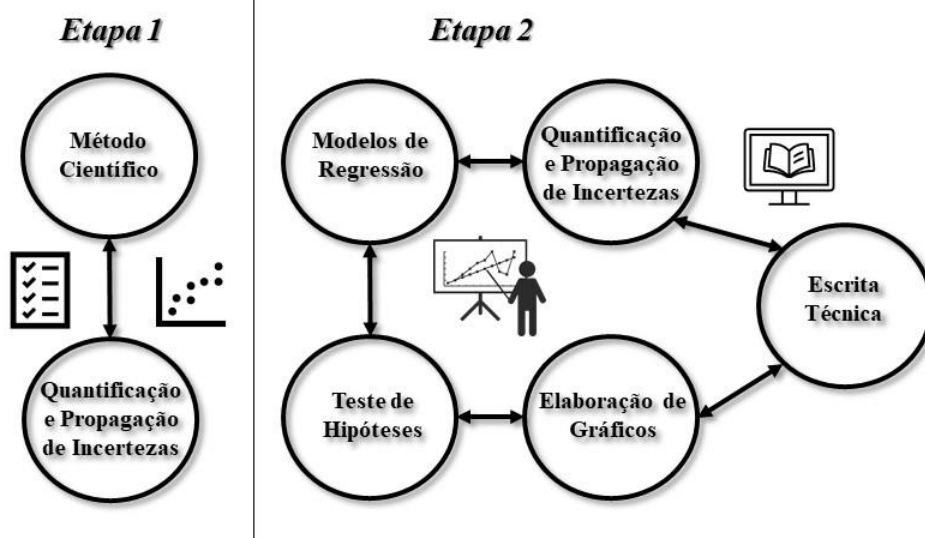 Etapa 1
Método
Científico
Quantificação
e Propagação
de Incertezas
Etapa 2
Modelos de
Regressão
Quantificação
e Propagação
de Incertezas
Escrita
Técnica
Teste de
Hipóteses
Elaboração de
Gráficos